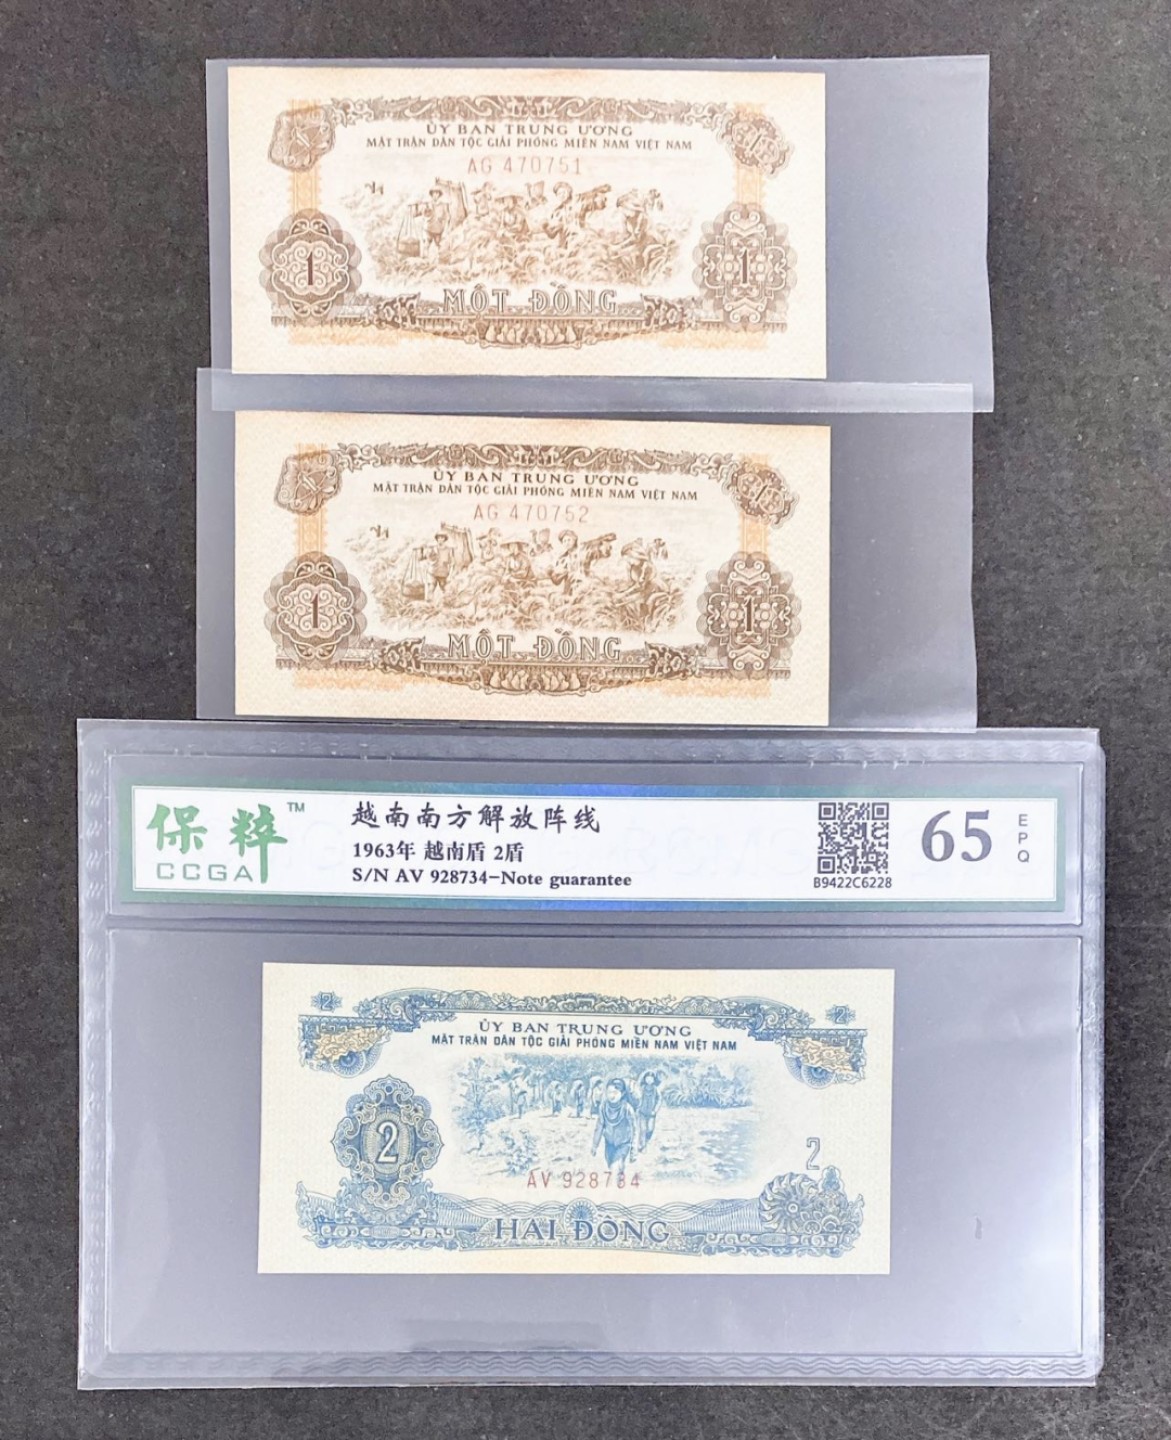 ỦY BAN TRUNG ƯƠNG
MẶT TRẬN DÂN TỘC GIẢI PHÓNG MIỀN NAM VIỆT NAM
AG 470751
1 1
MỘT ĐỒNG
ỦY BAN TRUNG ƯƠNG
MẶT TRẬN DÂN TỘC GIẢI PHÓNG MIỀN NAM VIỆT NAM
AG 470752
1 1
MỘT ĐỒNG
保粹™
CCGA
越南南方解放阵线
1963年 越南盾 2盾
S/N AV 928734-Note guarantee
B9422C6228
65
EPQ
2 2
ỦY BAN TRUNG ƯƠNG
MẶT TRẬN DÂN TỘC GIẢI PHÓNG MIỀN NAM VIỆT NAM
2
2
AV 928734
HAI ĐỒNG